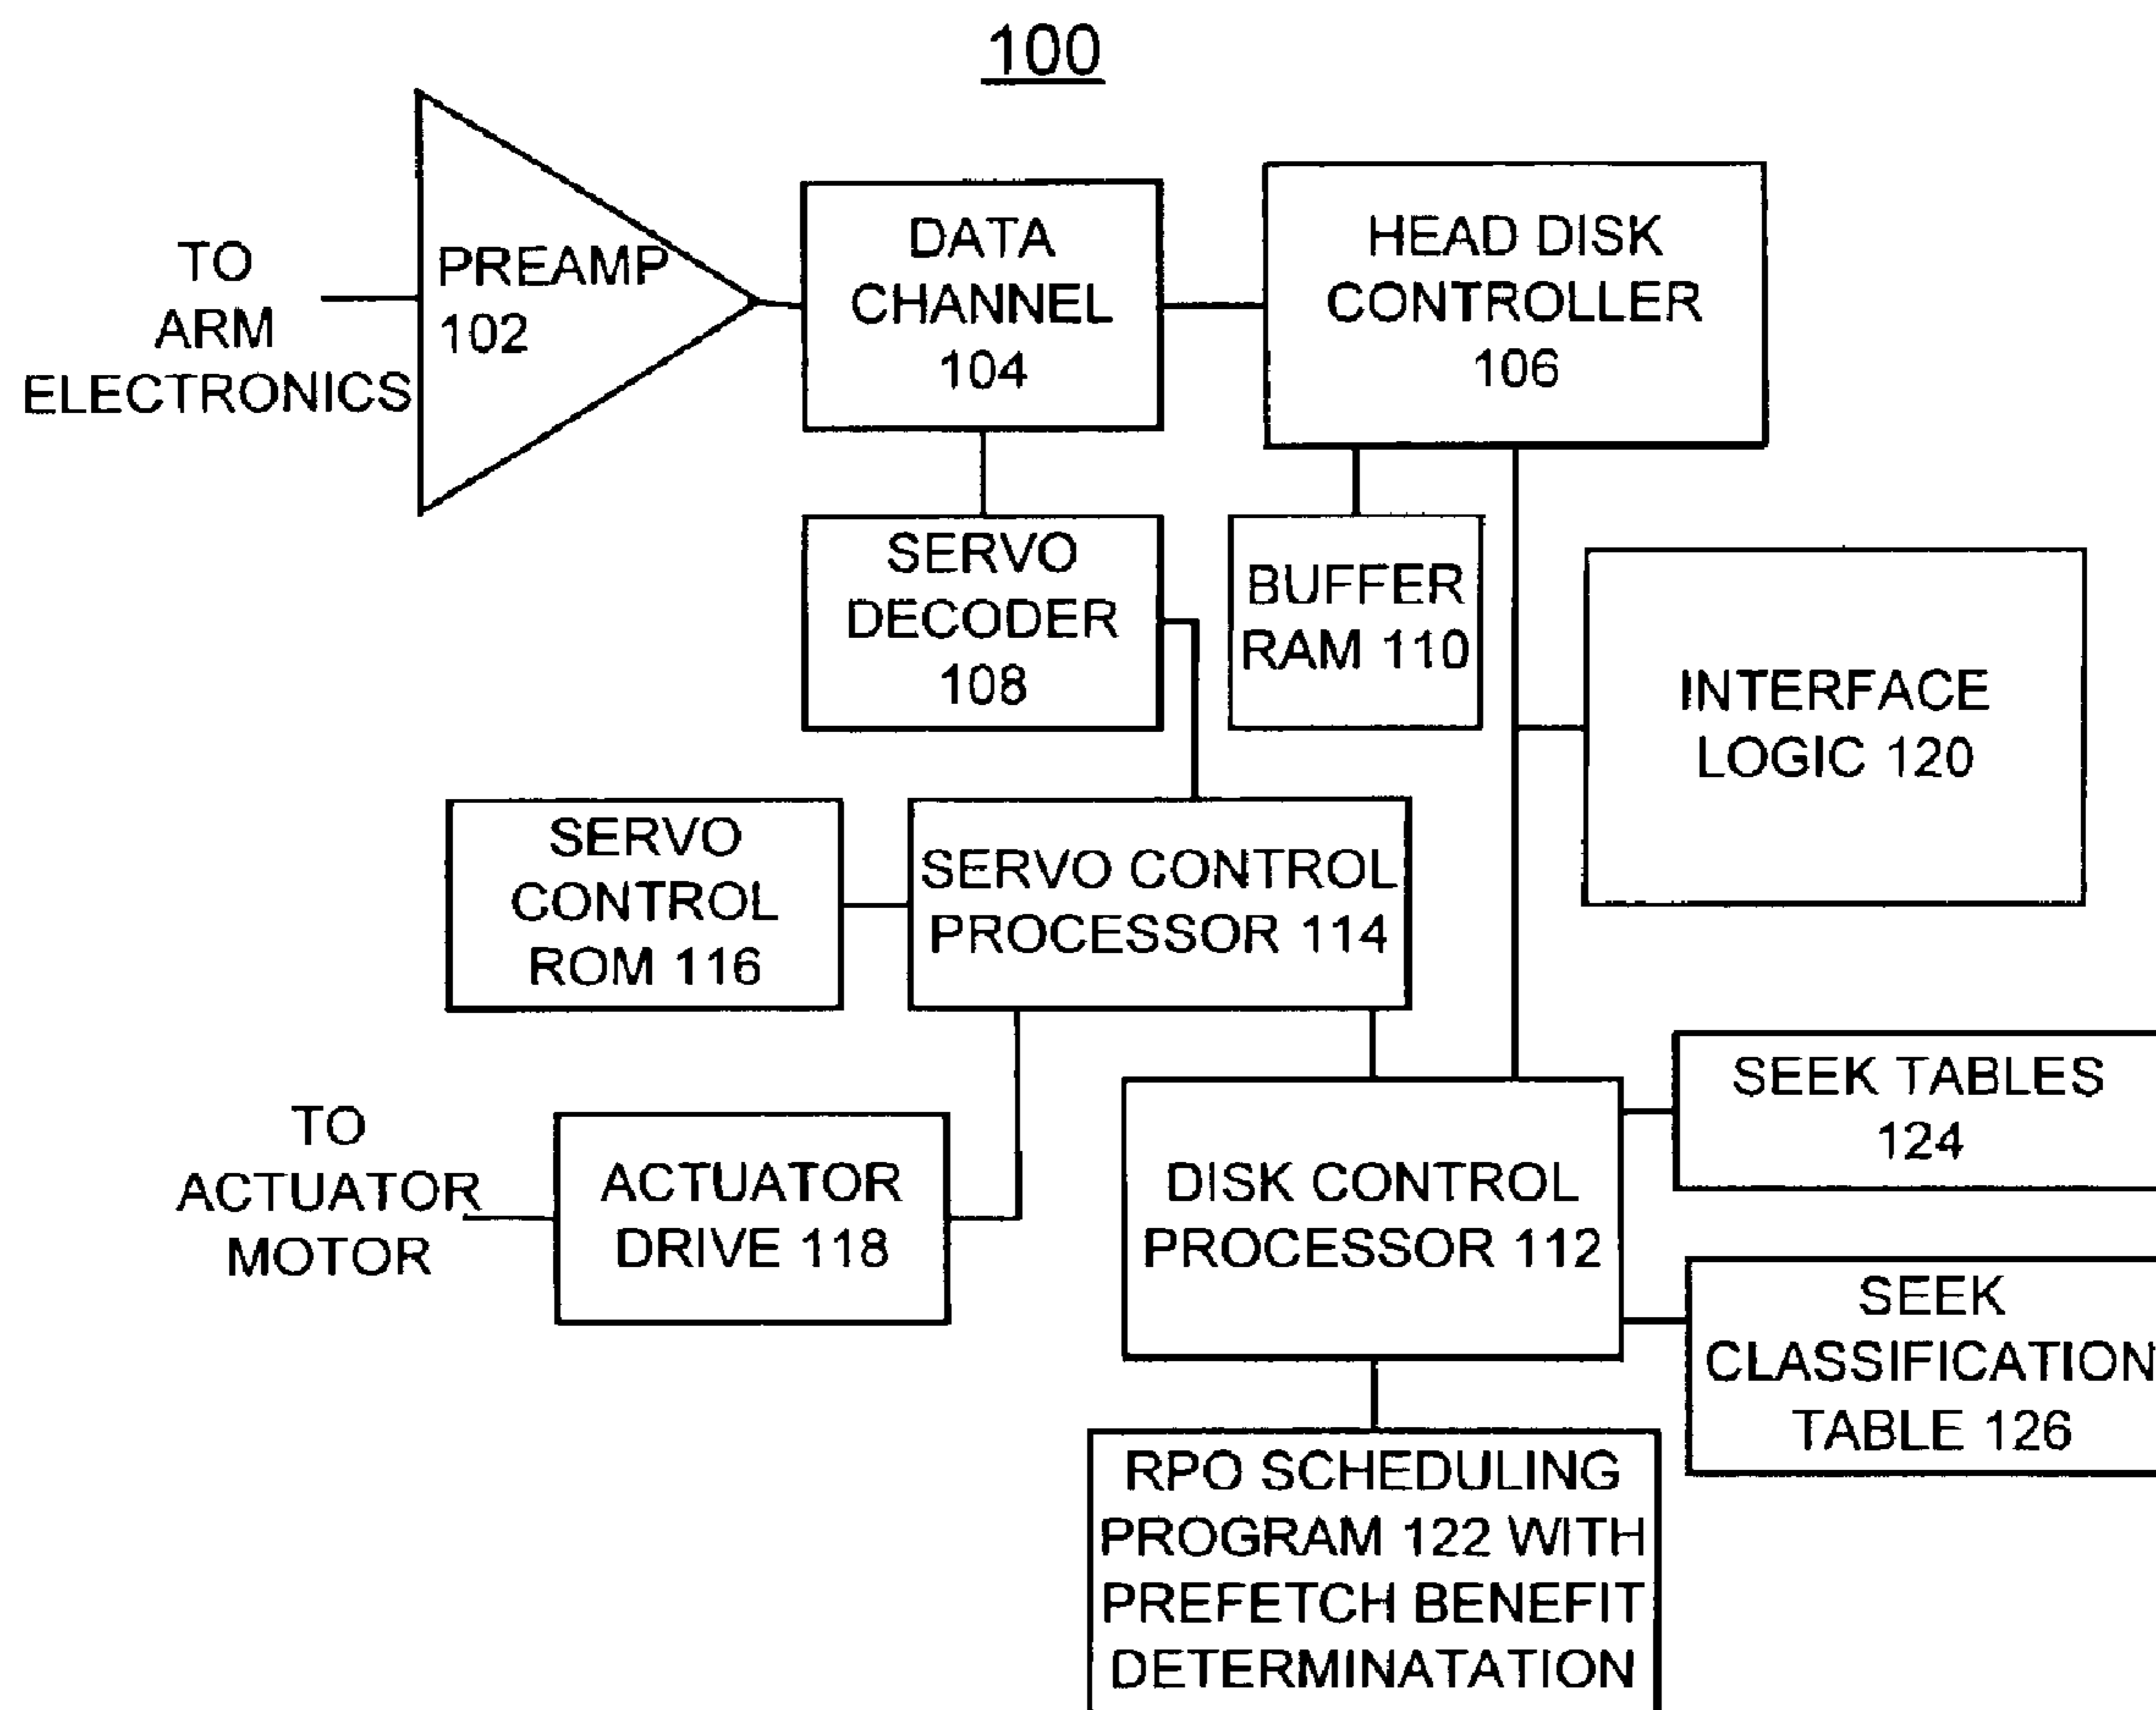 100
TO
ARM
ELECTRONICS
PREAMP
102
DATA
CHANNEL
104
HEAD DISK
CONTROLLER
106
SERVO
DECODER
108
BUFFER
RAM 110
INTERFACE
LOGIC 120
SERVO
CONTROL
ROM 116
SERVO CONTROL
PROCESSOR 114
TO
ACTUATOR
MOTOR
ACTUATOR
DRIVE 118
DISK CONTROL
PROCESSOR 112
SEEK TABLES
124
SEEK
CLASSIFICATION
TABLE 126
RPO SCHEDULING
PROGRAM 122 WITH
PREFETCH BENEFIT
DETERMINATATION